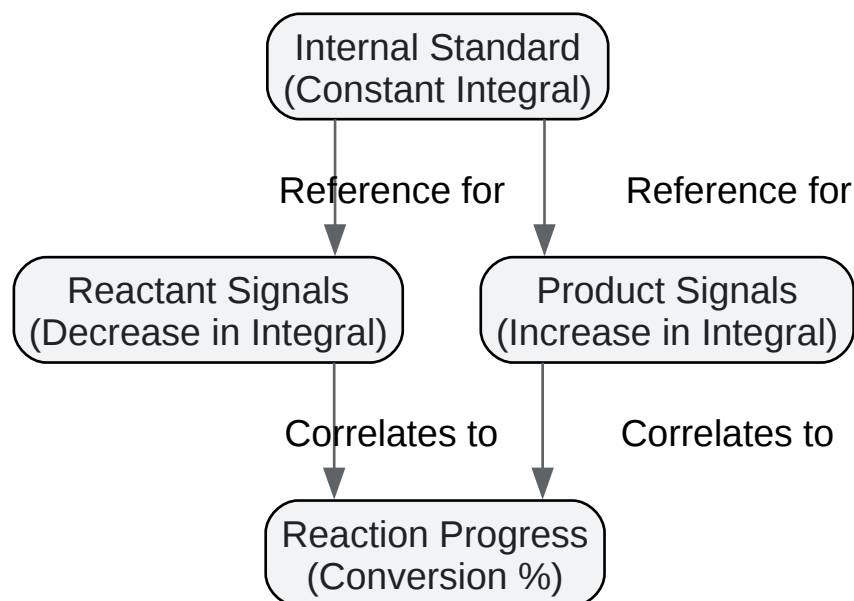 Internal Standard
(Constant Integral)
Reference for
Reference for
Reactant Signals
(Decrease in Integral)
Product Signals
(Increase in Integral)
Correlates to
Correlates to
Reaction Progress
(Conversion %)